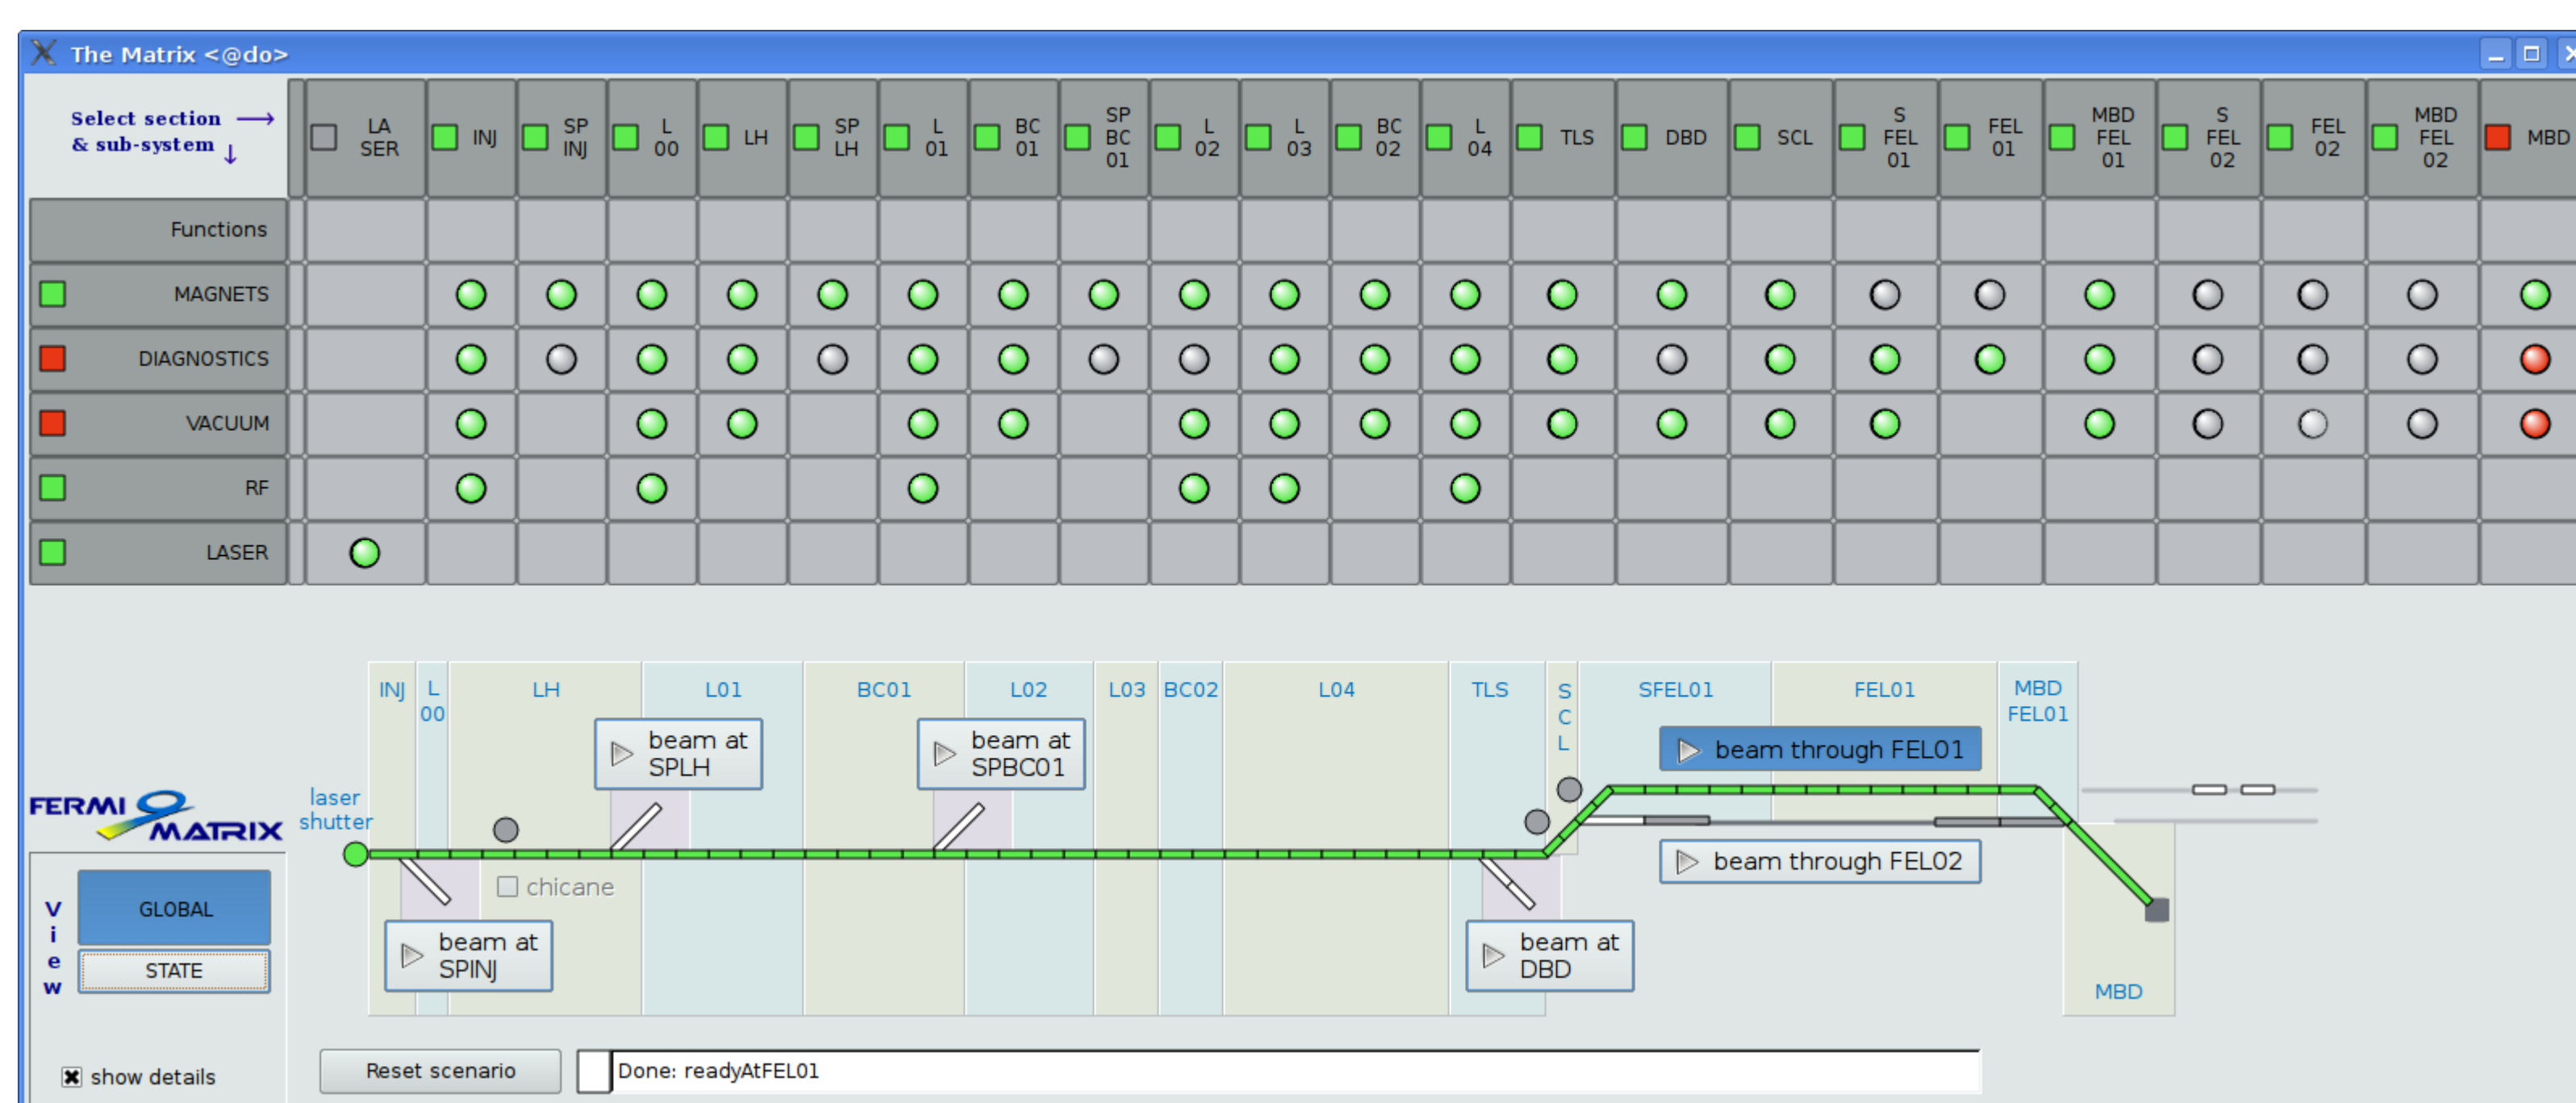 The Matrix <@do>
Select section →
& sub-system ↓
LA
SER
INJ
SP
INJ
L
00
LH
SP
LH
L
01
BC
01
SP
BC
01
L
02
L
03
BC
02
L
04
TLS
DBD
SCL
S
FEL
01
FEL
01
MBD
FEL
01
S
FEL
02
FEL
02
MBD
FEL
02
MBD
Functions
MAGNETS
DIAGNOSTICS
VACUUM
RF
LASER
INJ
L
00
LH
L01
BC01
L02
L03
BC02
L04
TLS
S
C
L
SFEL01
FEL01
MBD
FEL01
beam at
SPLH
beam at
SPBC01
beam through FEL01
laser
shutter
FERMI
MATRIX
beam through FEL02
chicane
View
GLOBAL
STATE
beam at
SPINJ
beam at
DBD
MBD
show details
Reset scenario
Done: readyAtFEL01